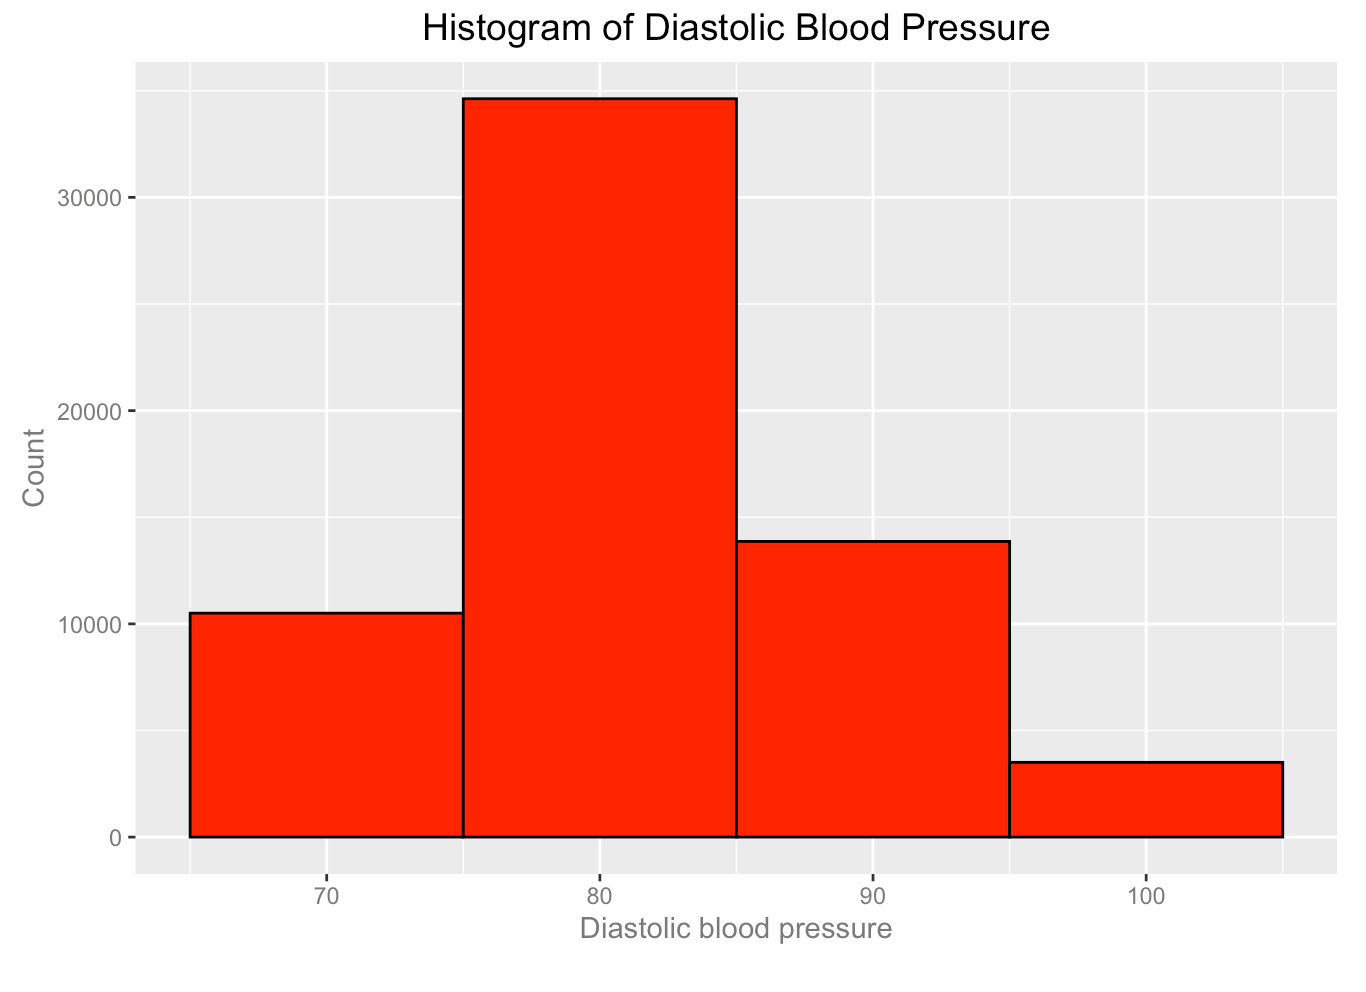 Histogram of Diastolic Blood Pressure
30000
20000
10000
0
Count
70 80 90 100
Diastolic blood pressure